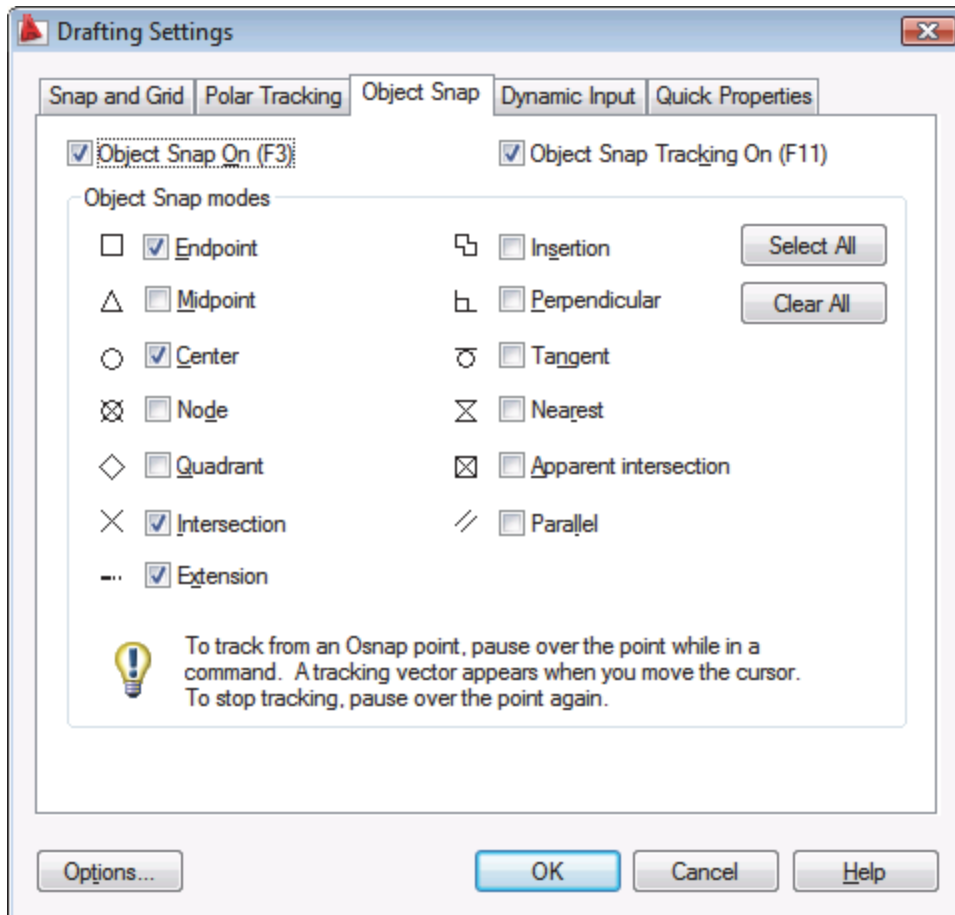 Drafting Settings
Snap and Grid
Polar Tracking
Object Snap
Dynamic Input
Quick Properties
Object Snap On (F3)
Object Snap Tracking On (F11)
Object Snap modes
Endpoint
Midpoint
Center
Node
Quadrant
Intersection
Extension
Insertion
Perpendicular
Tangent
Nearest
Apparent intersection
Parallel
Select All
Clear All
To track from an Osnap point, pause over the point while in a
command. A tracking vector appears when you move the cursor.
To stop tracking, pause over the point again.
Options...
OK
Cancel
Help